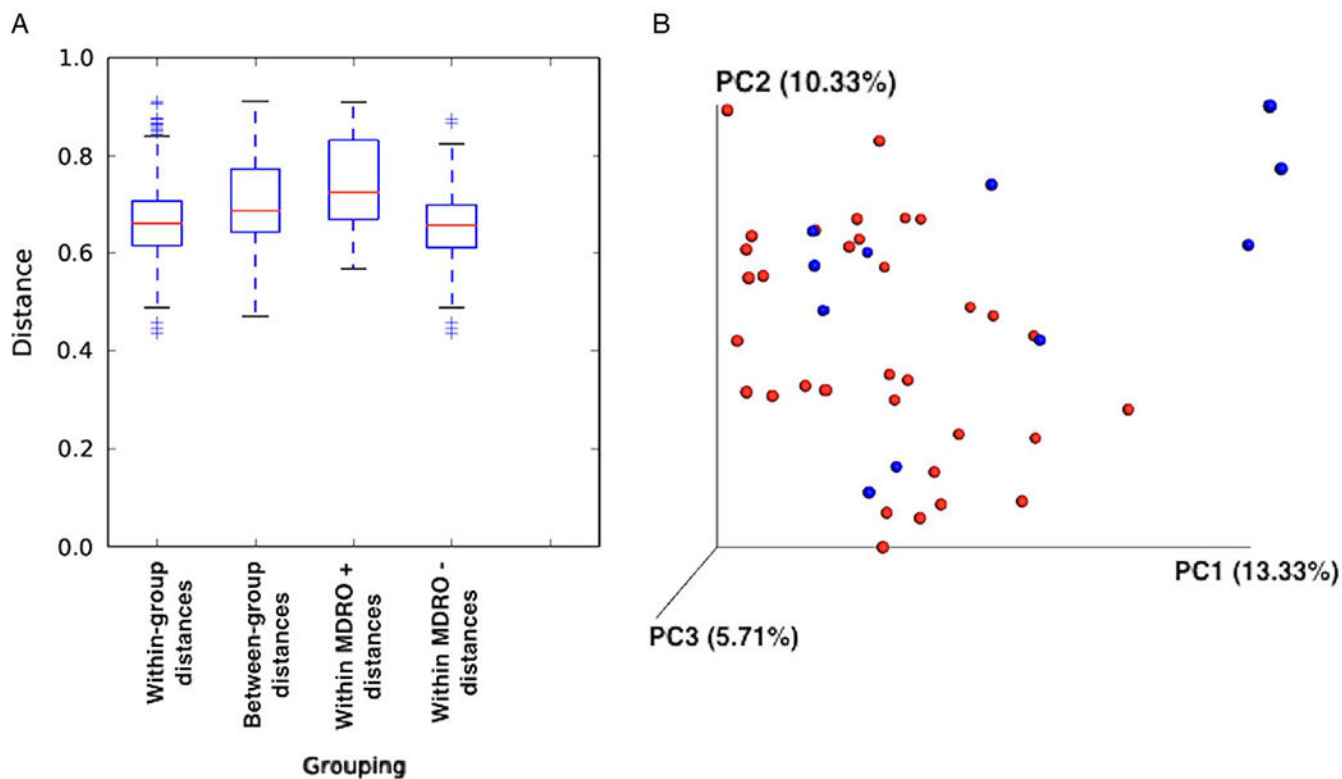 A
B
1.0
0.8
0.6
0.4
0.2
0.0
Distance
Within-group
distances
Between-group
distances
Within MDRO +
distances
Within MDRO -
distances
Grouping
PC2 (10.33%)
PC1 (13.33%)
PC3 (5.71%)